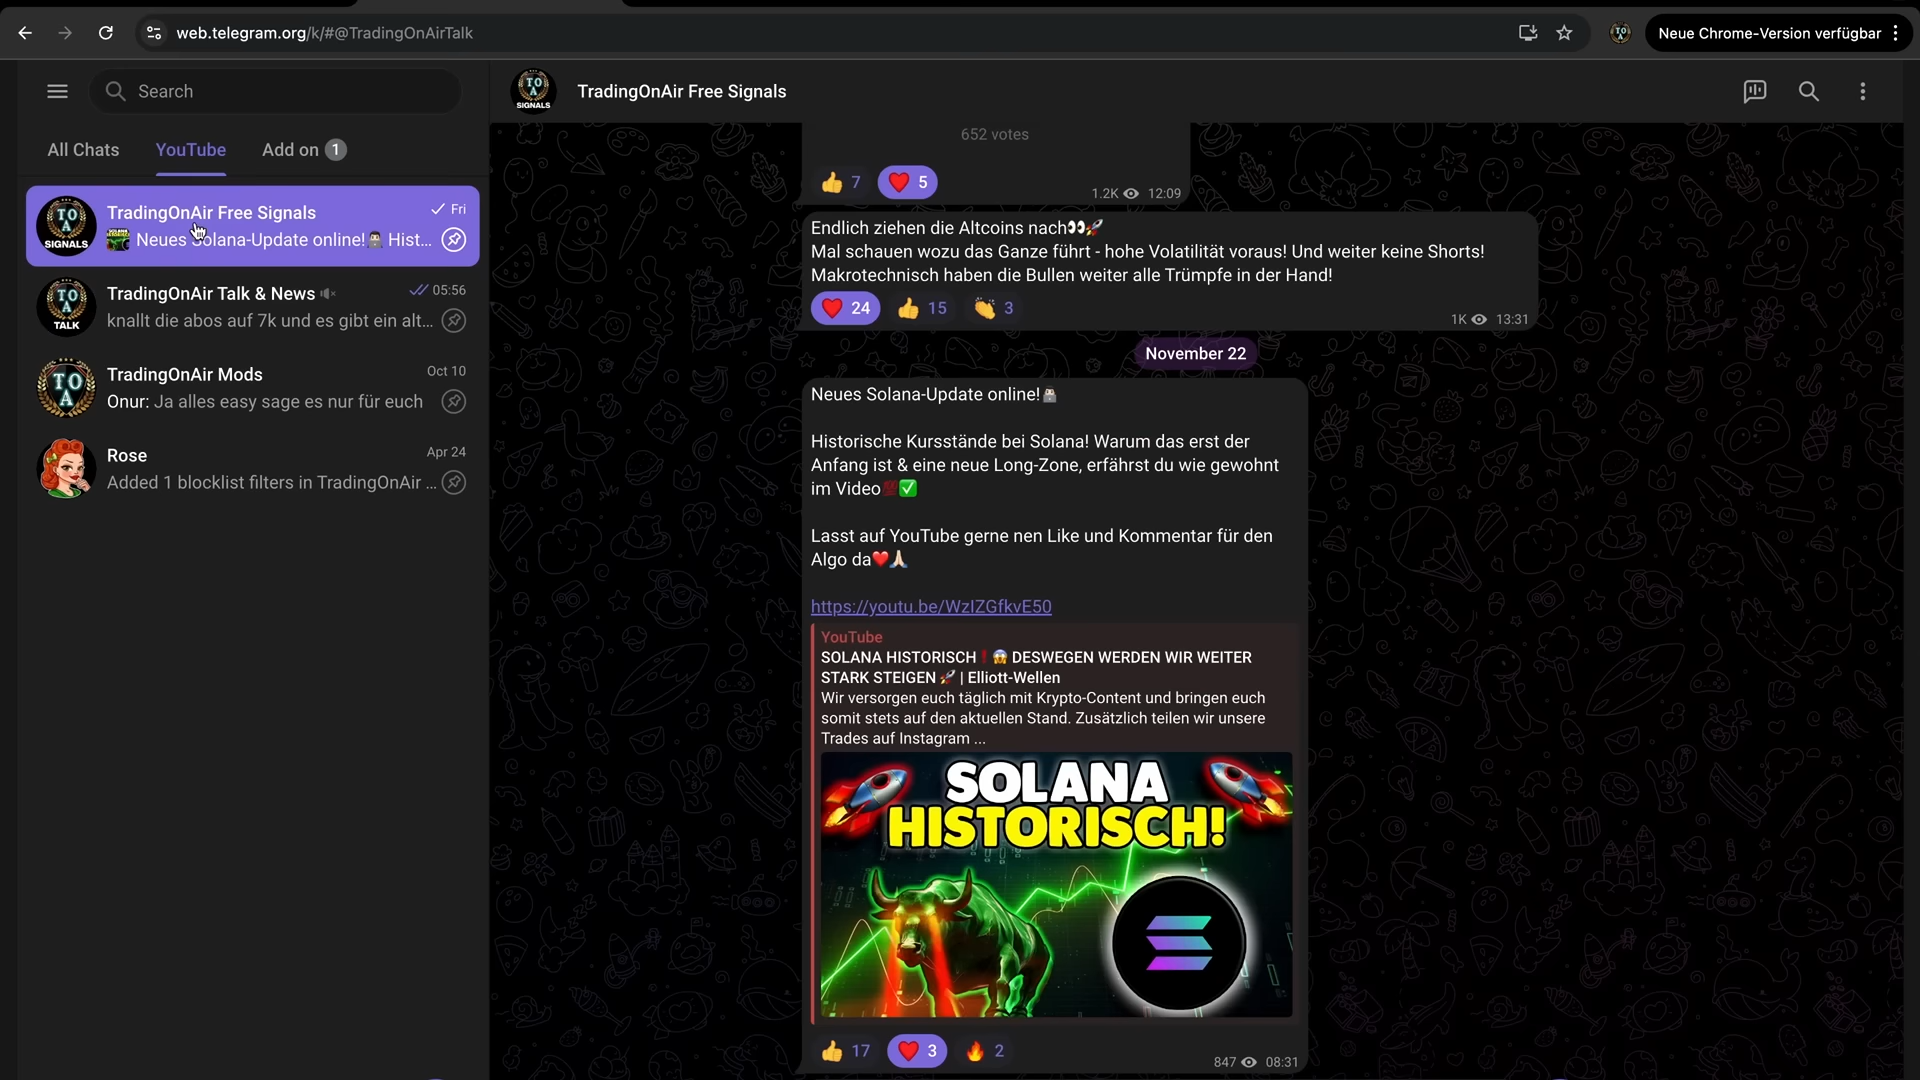 web.telegram.org/k/#@TradingOnAirTalk
Neue Chrome-Version verfügbar
Search
All Chats
YouTube
Add on 1
TradingOnAir Free Signals
Fri
Neues Solana-Update online! Hist...
TOA
SIGNALS
TradingOnAir Talk & News
05:56
knallt die abos auf 7k und es gibt ein alt...
TOA
TALK
TradingOnAir Mods
Oct 10
Onur: Ja alles easy sage es nur für euch
TOA
Rose
Apr 24
Added 1 blocklist filters in TradingOnAir ...
TOA
SIGNALS
TradingOnAir Free Signals
652 votes
👍 7 ❤️ 5
1.2K 12:09
Endlich ziehen die Altcoins nach👀🚀
Mal schauen wozu das Ganze führt - hohe Volatilität voraus! Und weiter keine Shorts!
Makrotechnisch haben die Bullen weiter alle Trümpfe in der Hand!
❤️ 24 👍 15 👏 3
1K 13:31
November 22
Neues Solana-Update online!
Historische Kursstände bei Solana! Warum das erst der
Anfang ist & eine neue Long-Zone, erfährst du wie gewohnt
im Video💯✅
Lasst auf YouTube gerne nen Like und Kommentar für den
Algo da❤️🙏🏻
https://youtu.be/WzIZGfkvE50
YouTube
SOLANA HISTORISCH❗😱 DESWEGEN WERDEN WIR WEITER
STARK STEIGEN🚀 | Elliott-Wellen
Wir versorgen euch täglich mit Krypto-Content und bringen euch
somit stets auf den aktuellen Stand. Zusätzlich teilen wir unsere
Trades auf Instagram ...
SOLANA
HISTORISCH!
👍 17 ❤️ 3 🔥 2
847 08:31